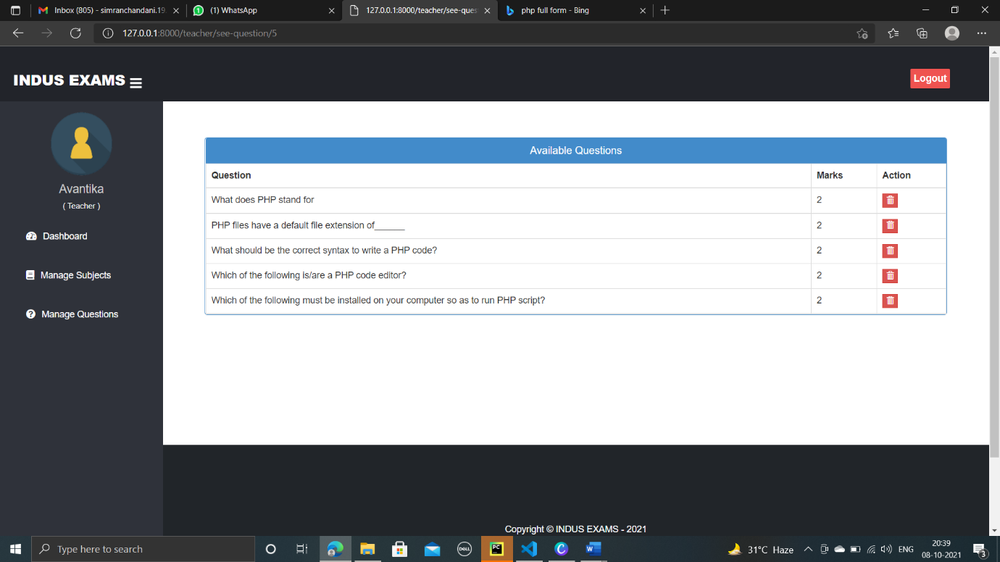 Inbox (805) - simranchandani.19
(1) WhatsApp
127.0.0.1:8000/teacher/see-ques
php full form - Bing
127.0.0.1:8000/teacher/see-question/5
INDUS EXAMS
Logout
Avantika
( Teacher )
Dashboard
Manage Subjects
Manage Questions
Available Questions
Question Marks Action
What does PHP stand for 2
PHP files have a default file extension of______ 2
What should be the correct syntax to write a PHP code? 2
Which of the following is/are a PHP code editor? 2
Which of the following must be installed on your computer so as to run PHP script? 2
Copyright © INDUS EXAMS - 2021
Type here to search
DELL
PC
W
31°C Haze
ENG
20:39
08-10-2021
3